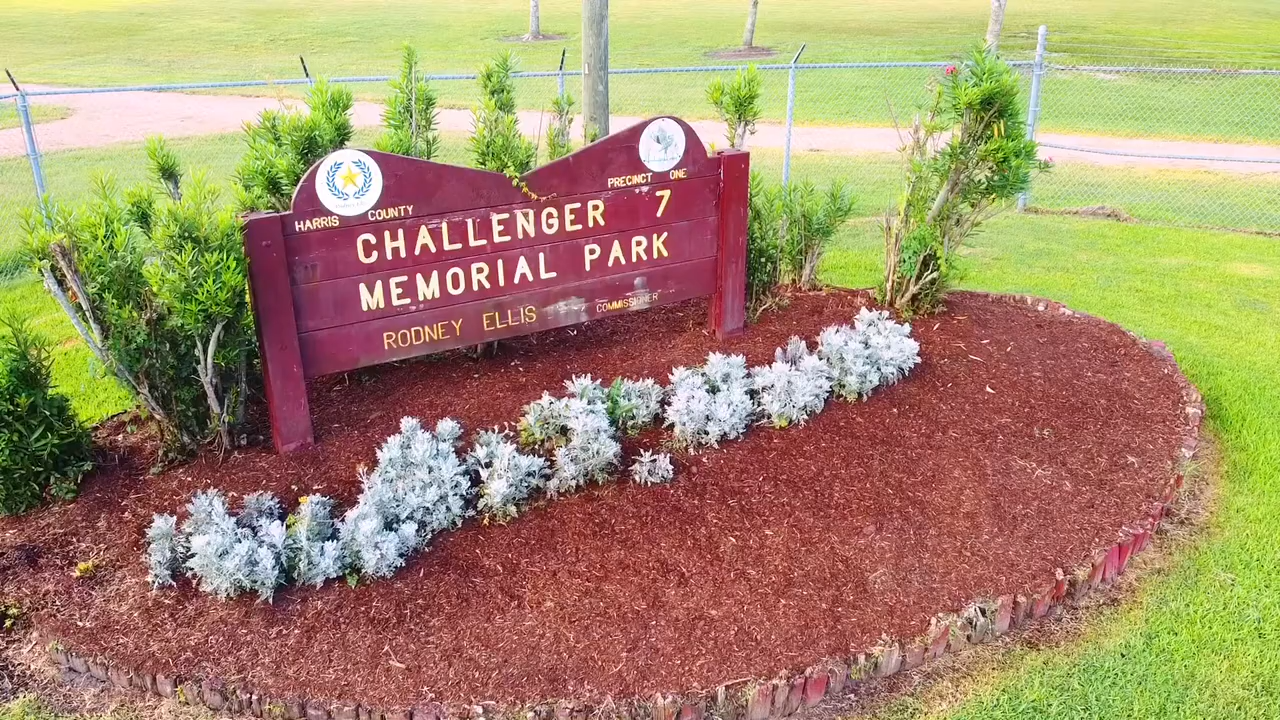 HARRIS COUNTY
PRECINCT ONE
CHALLENGER 7
MEMORIAL PARK
RODNEY ELLIS COMMISSIONER